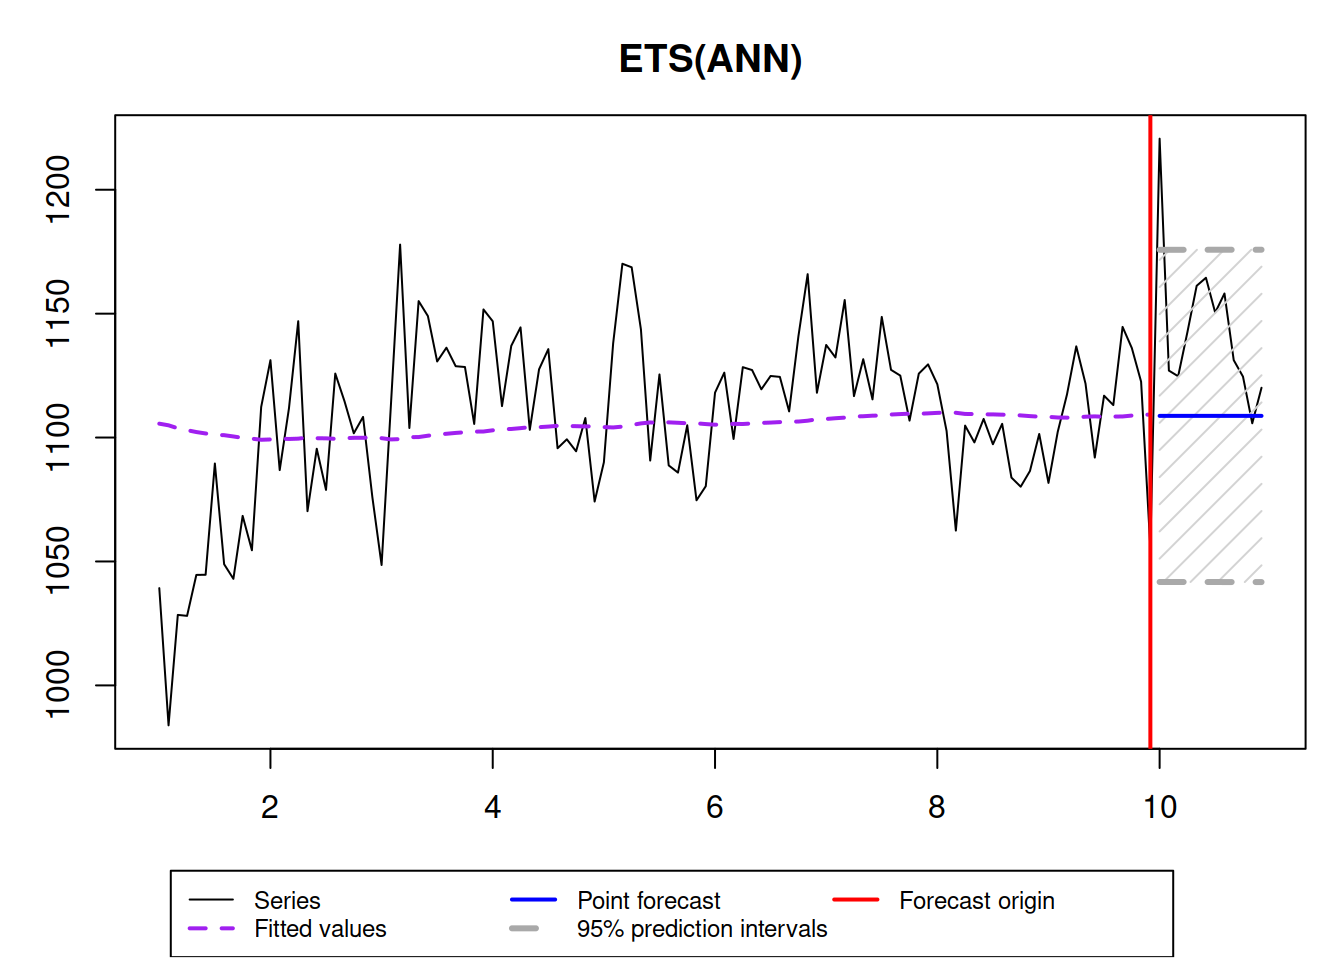 ETS(ANN)
1200
1150
1100
1050
1000
2 4 6 8 10
Series Point forecast Forecast origin
Fitted values 95% prediction intervals